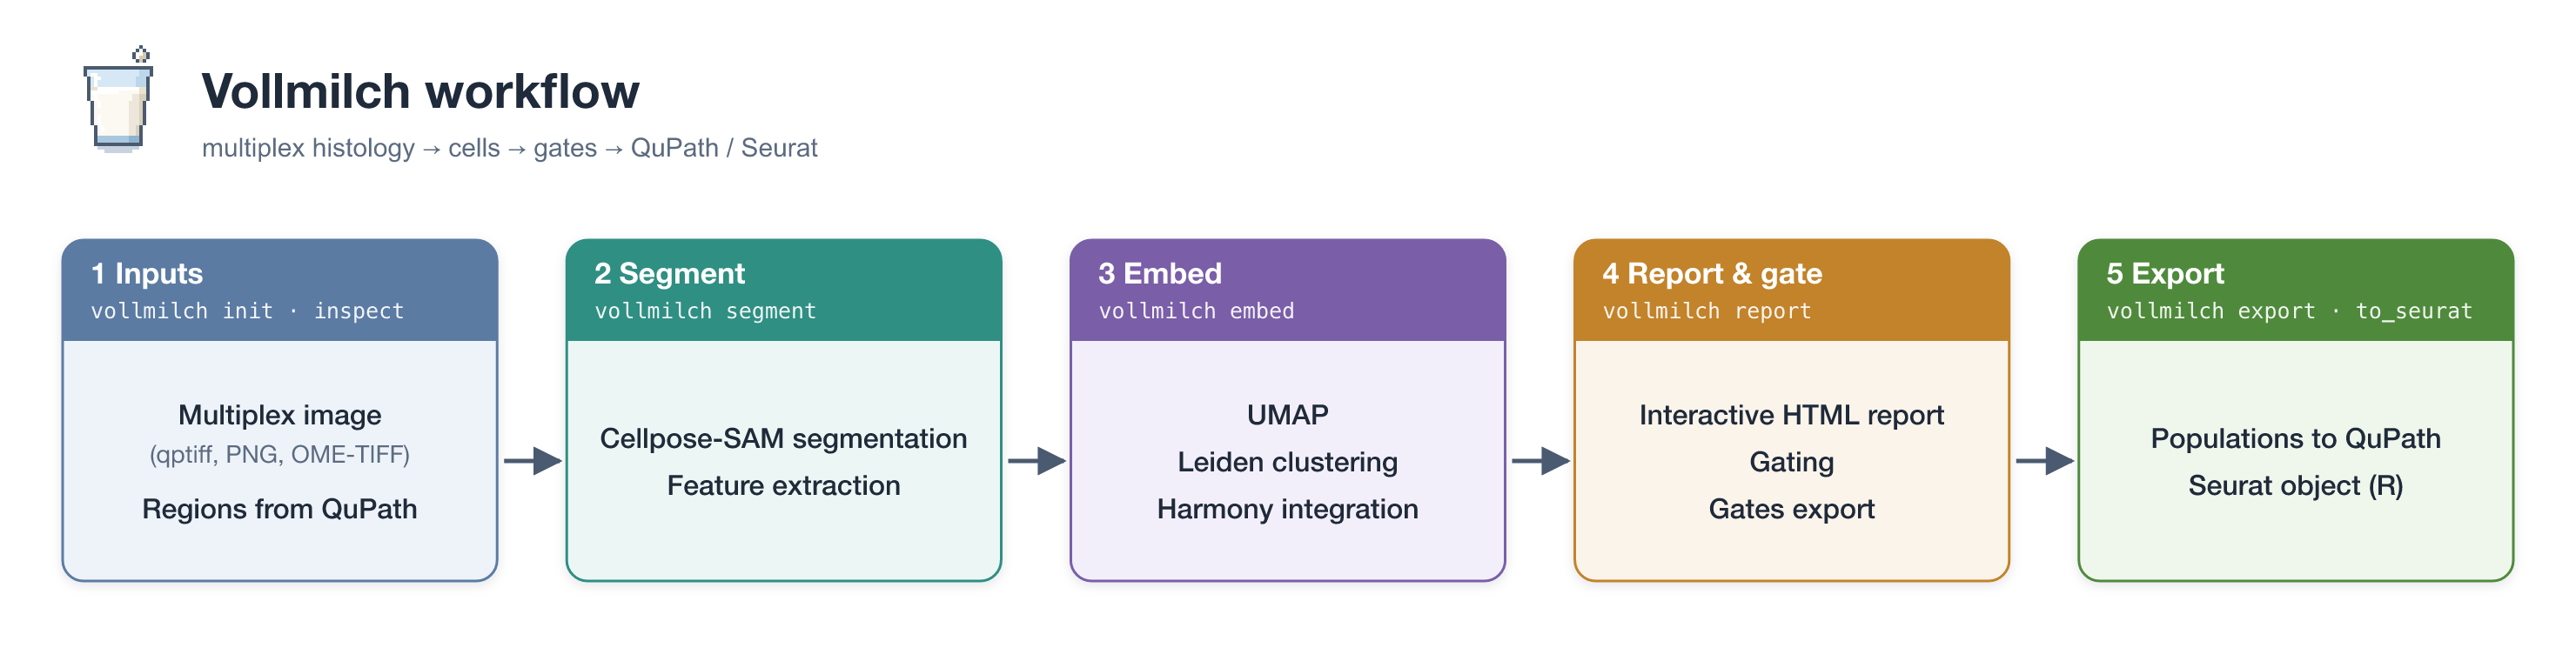 Vollmilch workflow
multiplex histology → cells → gates → QuPath / Seurat
1 Inputs
vollmilch init · inspect
Multiplex image
(qptiff, PNG, OME-TIFF)
Regions from QuPath
2 Segment
vollmilch segment
Cellpose-SAM segmentation
Feature extraction
3 Embed
vollmilch embed
UMAP
Leiden clustering
Harmony integration
4 Report & gate
vollmilch report
Interactive HTML report
Gating
Gates export
5 Export
vollmilch export · to_seurat
Populations to QuPath
Seurat object (R)